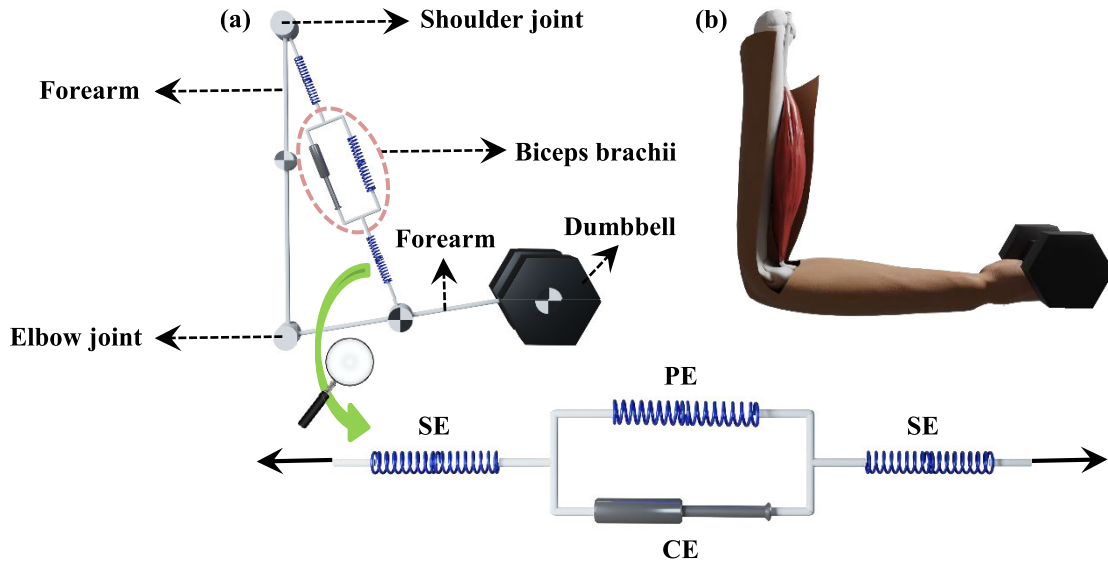 (a)
Shoulder joint
(b)
Forearm
Biceps brachii
Dumbbell
Forearm
Elbow joint
PE
SE
SE
CE